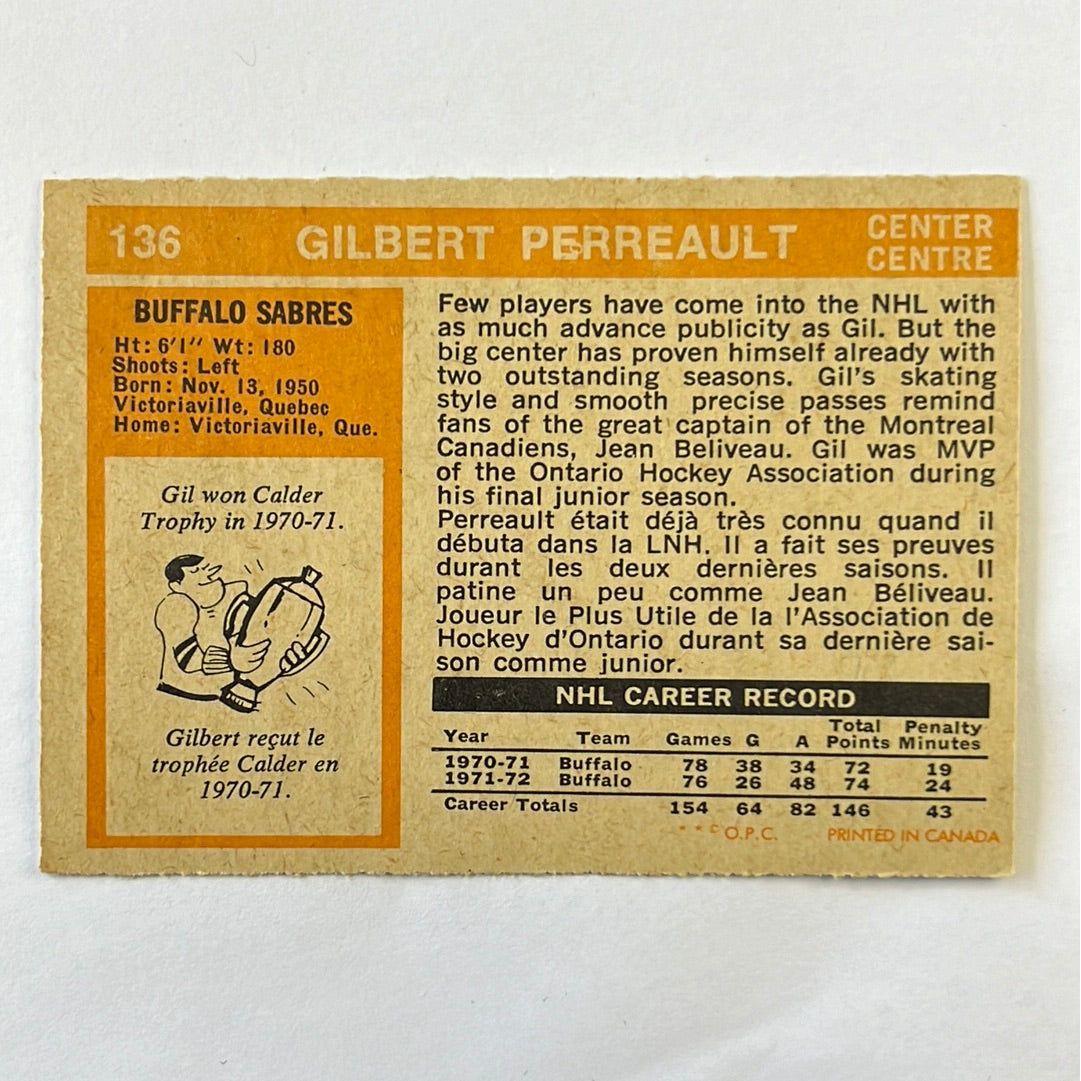 136 GILBERT PERREAULT CENTER
CENTRE
BUFFALO SABRES
Ht: 6'1" Wt: 180
Shoots: Left
Born: Nov. 13, 1950
Victoriaville, Quebec
Home: Victoriaville, Que.
Gil won Calder
Trophy in 1970-71.
Gilbert reçut le
trophée Calder en
1970-71.
Few players have come into the NHL with
as much advance publicity as Gil. But the
big center has proven himself already with
two outstanding seasons. Gil's skating
style and smooth precise passes remind
fans of the great captain of the Montreal
Canadiens, Jean Beliveau. Gil was MVP
of the Ontario Hockey Association during
his final junior season.
Perreault était déjà très connu quand il
débuta dans la LNH. Il a fait ses preuves
durant les deux dernières saisons. Il
patine un peu comme Jean Béliveau.
Joueur le Plus Utile de la l'Association de
Hockey d'Ontario durant sa dernière sai-
son comme junior.
NHL CAREER RECORD
Year Team Games G A Total Points Penalty Minutes
1970-71 Buffalo 78 38 34 72 19
1971-72 Buffalo 76 26 48 74 24
Career Totals 154 64 82 146 43
**© O.P.C. PRINTED IN CANADA